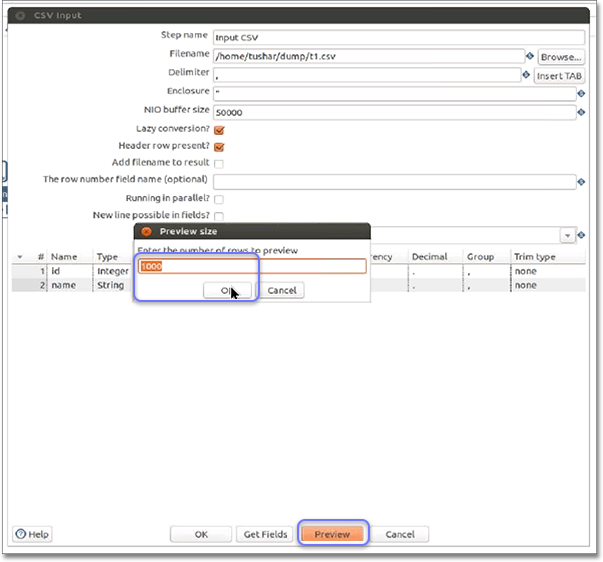 CSV Input
Step name Input CSV
Filename /home/tushar/dump/t1.csv Browse...
Delimiter , Insert TAB
Enclosure "
NIO buffer size 50000
Lazy conversion?
Header row present?
Add filename to result
The row number field name (optional)
Running in parallel?
New line possible in fields?
Preview size
Enter the number of rows to preview
# Name Type Decimal Group Trim type
1 id Integer 1000 . , none
2 name String . , none
Cancel
Help OK Get Fields Preview Cancel